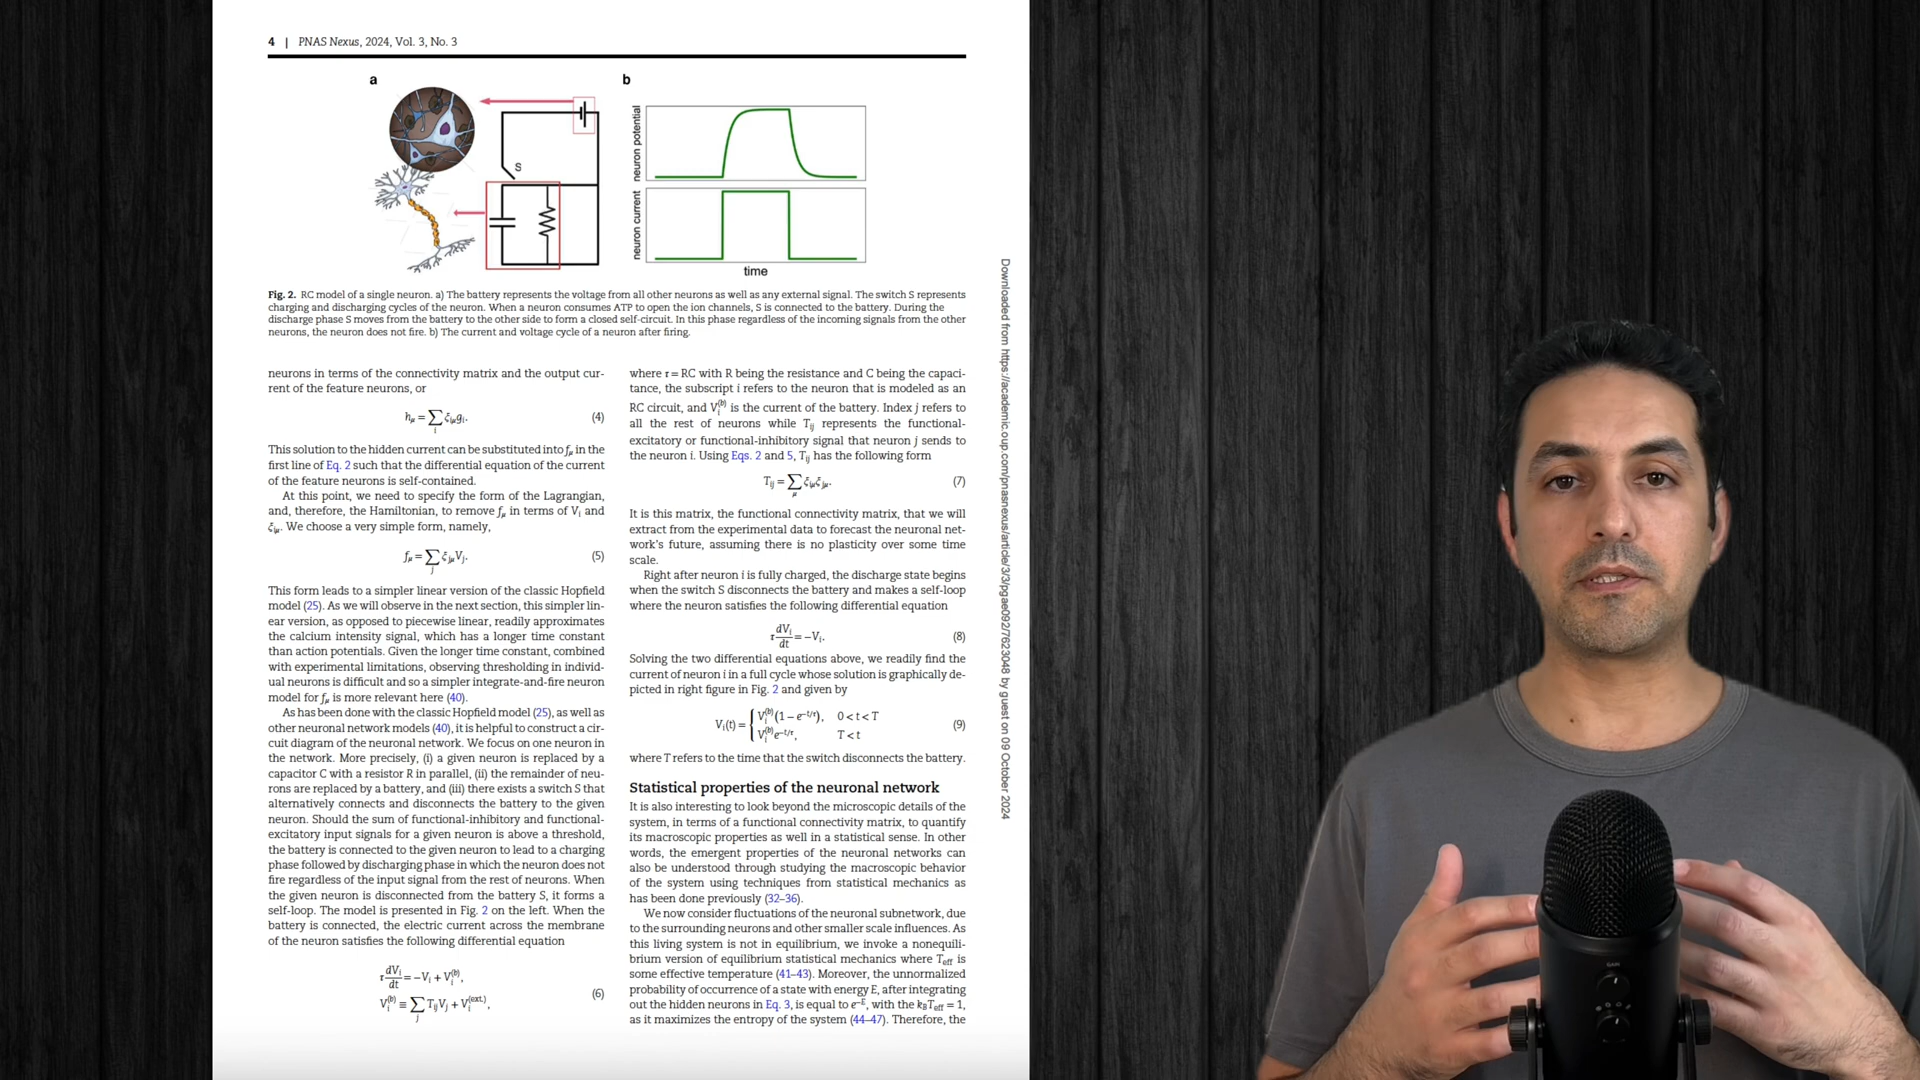 4 | PNAS Nexus, 2024, Vol. 3, No. 3
a
b
S
neuron potential
neuron current
time
Fig. 2. RC model of a single neuron. a) The battery represents the voltage from all other neurons as well as any external signal. The switch S represents
charging and discharging cycles of the neuron. When a neuron consumes ATP to open the ion channels, S is connected to the battery. During the
discharge phase S moves from the battery to the other side to form a closed self-circuit. In this phase regardless of the incoming signals from the other
neurons, the neuron does not fire. b) The current and voltage cycle of a neuron after firing.
neurons in terms of the connectivity matrix and the output cur-
rent of the feature neurons, or
hμ = ∑i ξiμgi. (4)
This solution to the hidden current can be substituted into fμ in the
first line of Eq. 2 such that the differential equation of the current
of the feature neurons is self-contained.
At this point, we need to specify the form of the Lagrangian,
and, therefore, the Hamiltonian, to remove fμ in terms of Vi and
ξiμ. We choose a very simple form, namely,
fμ = ∑j ξjμVj. (5)
This form leads to a simpler linear version of the classic Hopfield
model (25). As we will observe in the next section, this simpler lin-
ear version, as opposed to piecewise linear, readily approximates
the calcium intensity signal, which has a longer time constant
than action potentials. Given the longer time constant, combined
with experimental limitations, observing thresholding in individ-
ual neurons is difficult and so a simpler integrate-and-fire neuron
model for fμ is more relevant here (40).
As has been done with the classic Hopfield model (25), as well as
other neuronal network models (40), it is helpful to construct a cir-
cuit diagram of the neuronal network. We focus on one neuron in
the network. More precisely, (i) a given neuron is replaced by a
capacitor C with a resistor R in parallel, (ii) the remainder of neu-
rons are replaced by a battery, and (iii) there exists a switch S that
alternatively connects and disconnects the battery to the given
neuron. Should the sum of functional-inhibitory and functional-
excitatory input signals for a given neuron is above a threshold,
the battery is connected to the given neuron to lead to a charging
phase followed by discharging phase in which the neuron does not
fire regardless of the input signal from the rest of neurons. When
the given neuron is disconnected from the battery S, it forms a
self-loop. The model is presented in Fig. 2 on the left. When the
battery is connected, the electric current across the membrane
of the neuron satisfies the following differential equation
τ dVi/dt = −Vi + Vi(b),
Vi(b) ≡ ∑j TijVj + Vi(ext.), (6)
where τ = RC with R being the resistance and C being the capaci-
tance, the subscript i refers to the neuron that is modeled as an
RC circuit, and Vi(b) is the current of the battery. Index j refers to
all the rest of neurons while Tij represents the functional-
excitatory or functional-inhibitory signal that neuron j sends to
the neuron i. Using Eqs. 2 and 5, Tij has the following form
Tij = ∑μ ξiμξjμ. (7)
It is this matrix, the functional connectivity matrix, that we will
extract from the experimental data to forecast the neuronal net-
work's future, assuming there is no plasticity over some time
scale.
Right after neuron i is fully charged, the discharge state begins
when the switch S disconnects the battery and makes a self-loop
where the neuron satisfies the following differential equation
τ dVi/dt = −Vi. (8)
Solving the two differential equations above, we readily find the
current of neuron i in a full cycle whose solution is graphically de-
picted in right figure in Fig. 2 and given by
Vi(t) = { Vi(b)(1 − e−t/τ), 0 < t < T
Vi(b)e−t/τ, T < t (9)
where T refers to the time that the switch disconnects the battery.
Statistical properties of the neuronal network
It is also interesting to look beyond the microscopic details of the
system, in terms of a functional connectivity matrix, to quantify
its macroscopic properties as well in a statistical sense. In other
words, the emergent properties of the neuronal networks can
also be understood through studying the macroscopic behavior
of the system using techniques from statistical mechanics as
has been done previously (32–36).
We now consider fluctuations of the neuronal subnetwork, due
to the surrounding neurons and other smaller scale influences. As
this living system is not in equilibrium, we invoke a nonequili-
brium version of equilibrium statistical mechanics where Teff is
some effective temperature (41–43). Moreover, the unnormalized
probability of occurrence of a state with energy E, after integrating
out the hidden neurons in Eq. 3, is equal to e−E, with the kBTeff = 1,
as it maximizes the entropy of the system (44–47). Therefore, the
Downloaded from https://academic.oup.com/pnasnexus/article/3/3/pgae092/7623048 by guest on 09 October 2024
GAIN